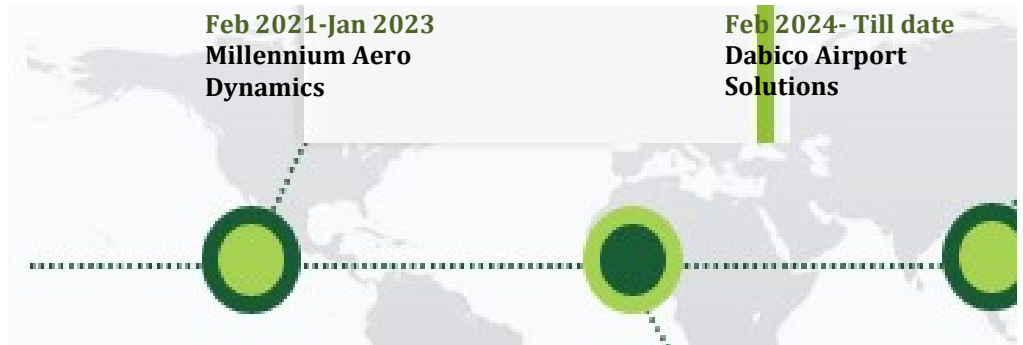 Feb 2021-Jan 2023
Millennium Aero
Dynamics
Feb 2024- Till date
Dabico Airport
Solutions